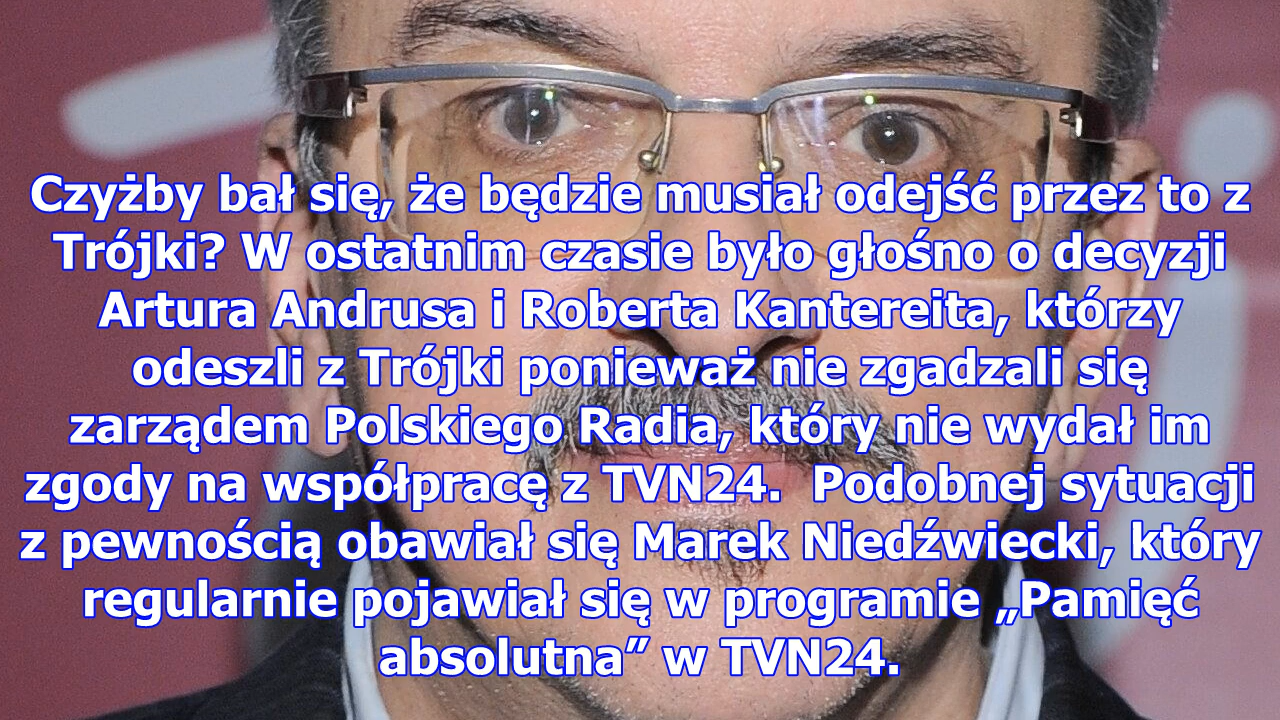 Czyżby bał się, że będzie musiał odejść przez to z
Trójki? W ostatnim czasie było głośno o decyzji
Artura Andrusa i Roberta Kantereita, którzy
odeszli z Trójki ponieważ nie zgadzali się
zarządem Polskiego Radia, który nie wydał im
zgody na współpracę z TVN24.  Podobnej sytuacji
z pewnością obawiał się Marek Niedźwiecki, który
regularnie pojawiał się w programie „Pamięć
absolutna” w TVN24.